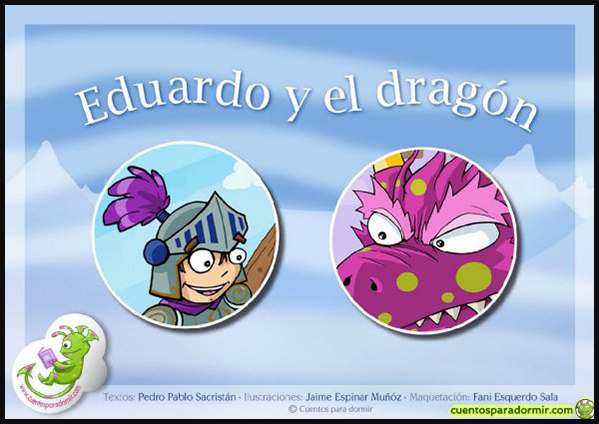 Eduardo y el dragón
www.cuentosparadormir.com
Textos: Pedro Pablo Sacristán · Ilustraciones: Jaime Espinar Muñóz · Maquetación: Fani Esquerdo Sala
© Cuentos para dormir
cuentosparadormir.com